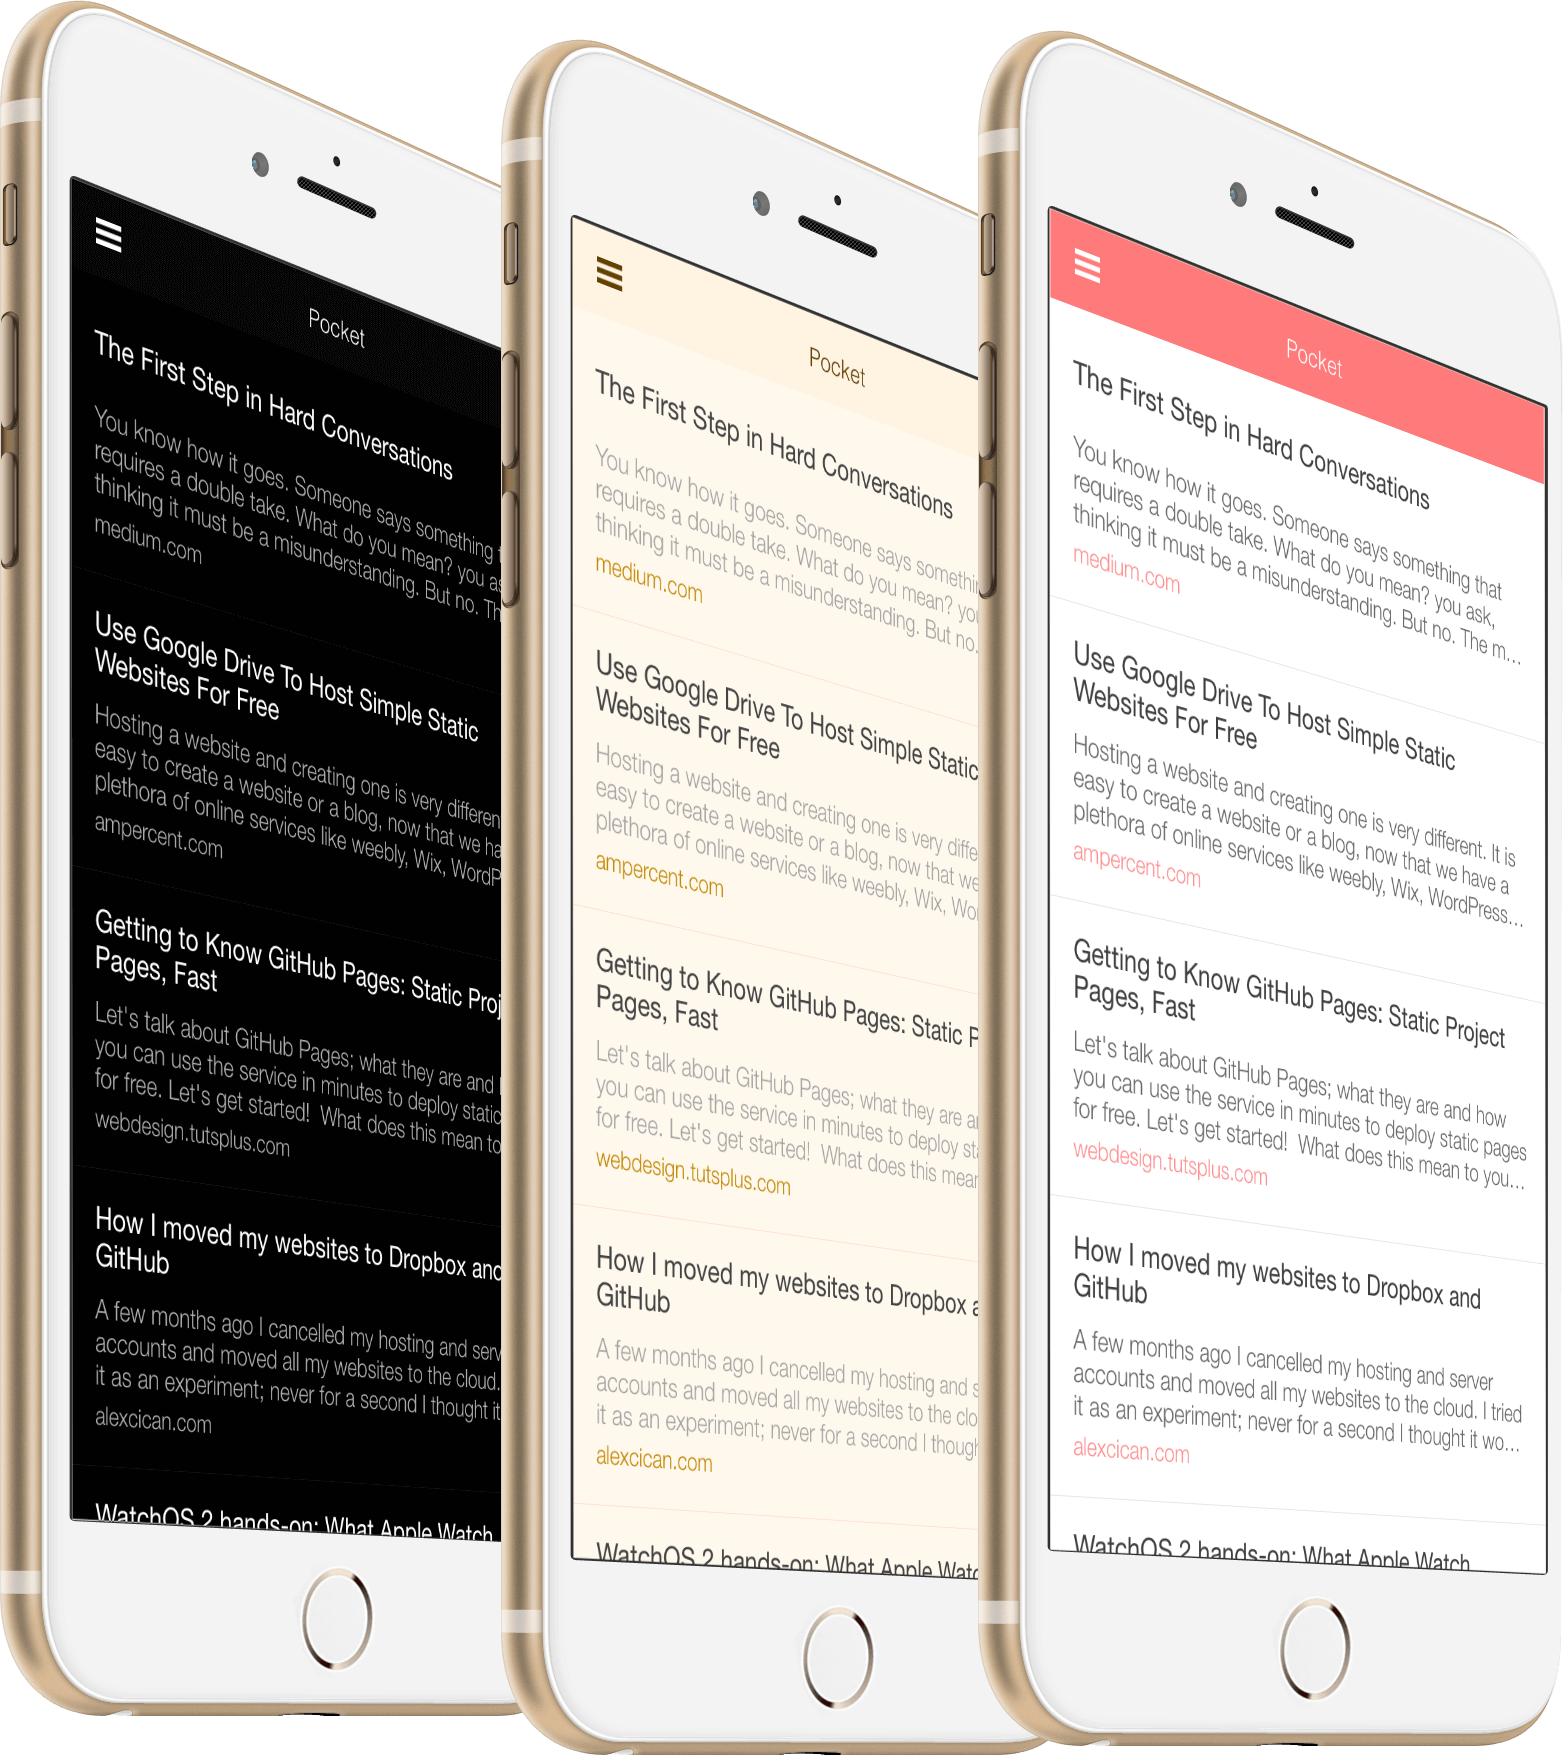 Pocket
The First Step in Hard Conversations
You know how it goes. Someone says something
requires a double take. What do you mean? you
thinking it must be a misunderstanding. But no.
medium.com
Use Google Drive To Host Simple Static
Websites For Free
Hosting a website and creating one is very
easy to create a website or a blog, now that we
plethora of online services like weebly, Wix,
ampercent.com
Getting to Know GitHub Pages: Static
Pages, Fast
Let's talk about GitHub Pages; what they are and
you can use the service in minutes to deploy static
for free. Let's get started! What does this mean to
webdesign.tutsplus.com
How I moved my websites to Dropbox
GitHub
A few months ago I cancelled my hosting and
accounts and moved all my websites to the cloud.
it as an experiment; never for a second I thought it
alexcican.com
WatchOS 2 hands-on: What Apple Watch
Pocket
The First Step in Hard Conversations
You know how it goes. Someone says
requires a double take. What do you mean?
thinking it must be a misunderstanding. But no.
medium.com
Use Google Drive To Host Simple Static
Websites For Free
Hosting a website and creating one is very
easy to create a website or a blog, now that we
plethora of online services like weebly, Wix,
ampercent.com
Getting to Know GitHub Pages: Static
Pages, Fast
Let's talk about GitHub Pages; what they are
you can use the service in minutes to deploy
for free. Let's get started! What does this
webdesign.tutsplus.com
How I moved my websites to Dropbox
GitHub
A few months ago I cancelled my hosting and
accounts and moved all my websites to the
it as an experiment; never for a second I
alexcican.com
WatchOS 2 hands-on: What Apple
Pocket
The First Step in Hard Conversations
You know how it goes. Someone says something that
requires a double take. What do you mean? you ask,
thinking it must be a misunderstanding. But no. The m...
medium.com
Use Google Drive To Host Simple Static
Websites For Free
Hosting a website and creating one is very different. It is
easy to create a website or a blog, now that we have a
plethora of online services like weebly, Wix, WordPress...
ampercent.com
Getting to Know GitHub Pages: Static Project
Pages, Fast
Let's talk about GitHub Pages; what they are and how
you can use the service in minutes to deploy static pages
for free. Let's get started! What does this mean to you...
webdesign.tutsplus.com
How I moved my websites to Dropbox and
GitHub
A few months ago I cancelled my hosting and server
accounts and moved all my websites to the cloud. I tried
it as an experiment; never for a second I thought it wo...
alexcican.com
WatchOS 2 hands-on: What Apple Watch